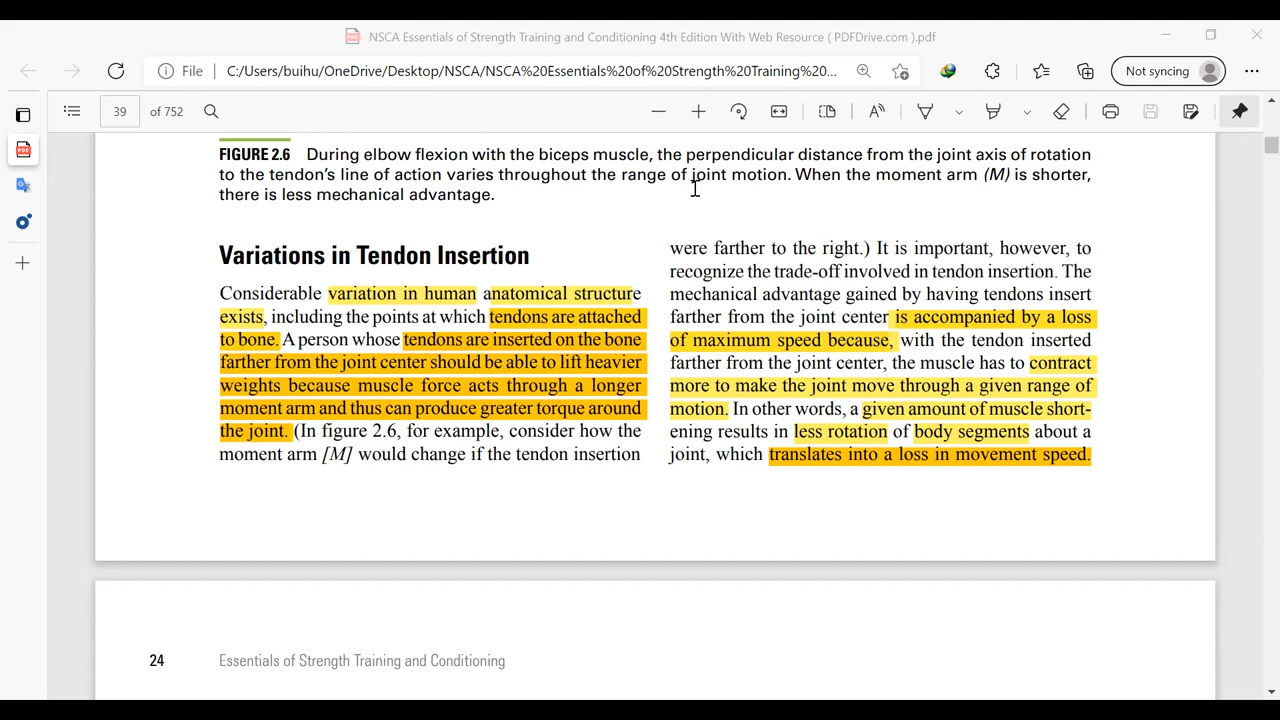 NSCA Essentials of Strength Training and Conditioning 4th Edition With Web Resource ( PDFDrive.com ).pdf
File
C:/Users/buihu/OneDrive/Desktop/NSCA/NSCA%20Essentials%20of%20Strength%20Training%20...
Not syncing
39 of 752
FIGURE 2.6 During elbow flexion with the biceps muscle, the perpendicular distance from the joint axis of rotation
to the tendon's line of action varies throughout the range of joint motion. When the moment arm (M) is shorter,
there is less mechanical advantage.
Variations in Tendon Insertion
Considerable variation in human anatomical structure
exists, including the points at which tendons are attached
to bone. A person whose tendons are inserted on the bone
farther from the joint center should be able to lift heavier
weights because muscle force acts through a longer
moment arm and thus can produce greater torque around
the joint. (In figure 2.6, for example, consider how the
moment arm [M] would change if the tendon insertion
were farther to the right.) It is important, however, to
recognize the trade-off involved in tendon insertion. The
mechanical advantage gained by having tendons insert
farther from the joint center is accompanied by a loss
of maximum speed because, with the tendon inserted
farther from the joint center, the muscle has to contract
more to make the joint move through a given range of
motion. In other words, a given amount of muscle short-
ening results in less rotation of body segments about a
joint, which translates into a loss in movement speed.
24 Essentials of Strength Training and Conditioning